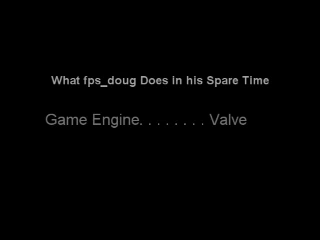 What fps_doug Does in his Spare Time
Game Engine. . . . . . . . Valve